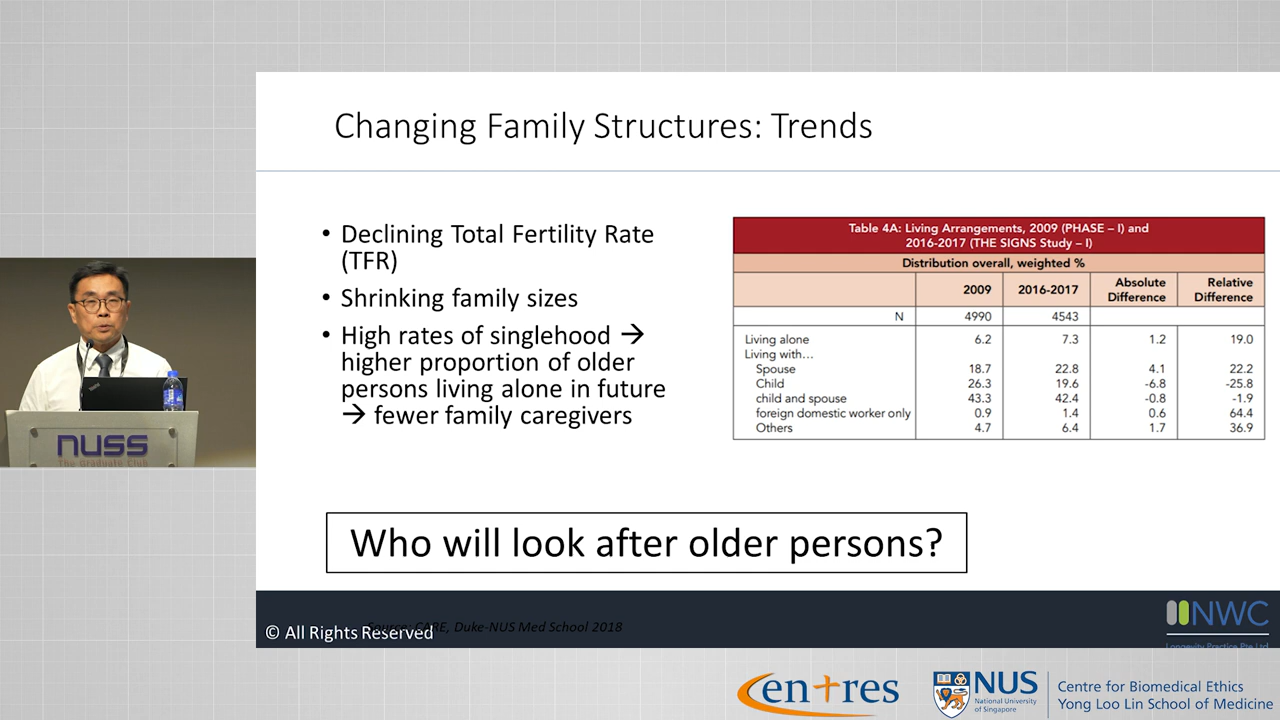 Changing Family Structures: Trends
• Declining Total Fertility Rate
(TFR)
• Shrinking family sizes
• High rates of singlehood →
higher proportion of older
persons living alone in future
→ fewer family caregivers
Table 4A: Living Arrangements, 2009 (PHASE – I) and
2016-2017 (THE SIGNS Study – I)
Distribution overall, weighted %
2009 2016-2017 Absolute Difference Relative Difference
N 4990 4543
Living alone 6.2 7.3 1.2 19.0
Living with...
Spouse 18.7 22.8 4.1 22.2
Child 26.3 19.6 -6.8 -25.8
child and spouse 43.3 42.4 -0.8 -1.9
foreign domestic worker only 0.9 1.4 0.6 64.4
Others 4.7 6.4 1.7 36.9
Who will look after older persons?
Source: CARE, Duke-NUS Med School 2018
© All Rights Reserved
NWC
Longevity Practice Pte Ltd
nuss
The Graduate Club
Centres
NUS
National University
of Singapore
Centre for Biomedical Ethics
Yong Loo Lin School of Medicine